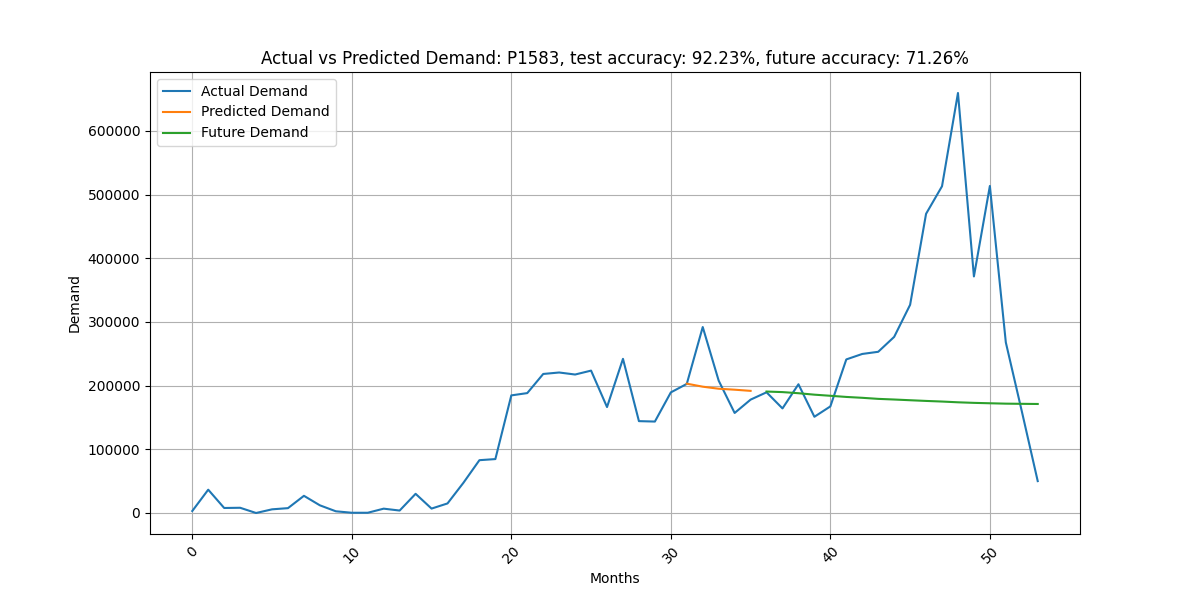 Actual vs Predicted Demand: P1583, test accuracy: 92.23%, future accuracy: 71.26%
Actual Demand
Predicted Demand
Future Demand
600000
500000
400000
300000
200000
100000
0
Demand
0
10
20
30
40
50
Months